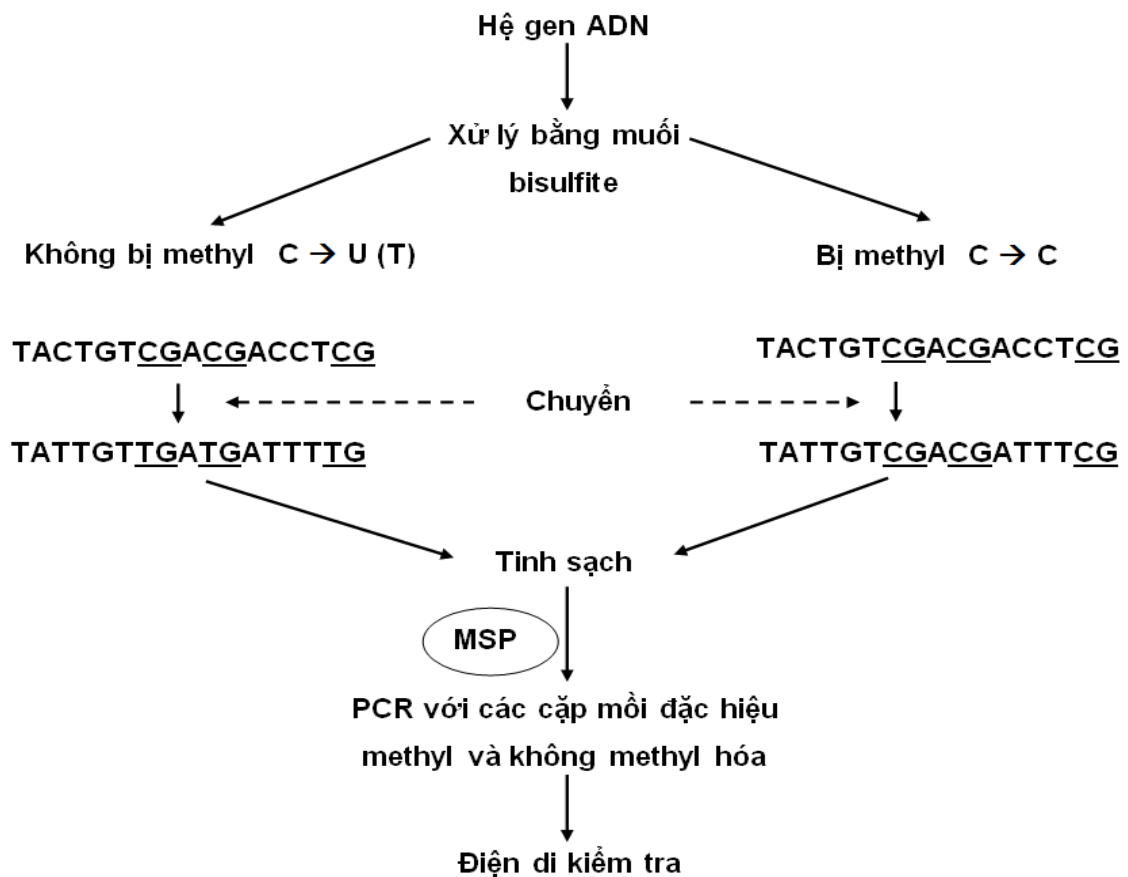 Hệ gen ADN
Xử lý bằng muối
bisulfite
Không bị methyl C → U (T)
Bị methyl C → C
TACTGTCGACGACCTCG
TACTGTCGACGACCTCG
Chuyển
TATTGTTGATGATTTTG
TATTGTCGACGATTTCG
Tinh sạch
MSP
PCR với các cặp mồi đặc hiệu
methyl và không methyl hóa
Điện di kiểm tra